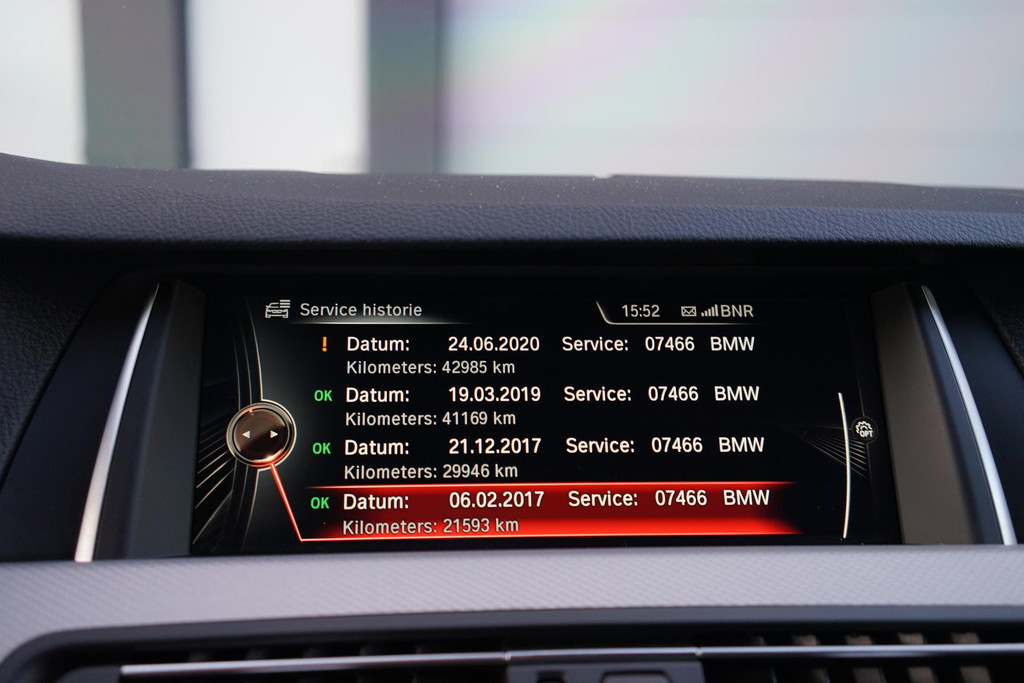 Service historie 15:52 BNR
! Datum: 24.06.2020 Service: 07466 BMW
Kilometers: 42985 km
OK Datum: 19.03.2019 Service: 07466 BMW
Kilometers: 41169 km
OK Datum: 21.12.2017 Service: 07466 BMW
Kilometers: 29946 km
OK Datum: 06.02.2017 Service: 07466 BMW
Kilometers: 21593 km
OPT